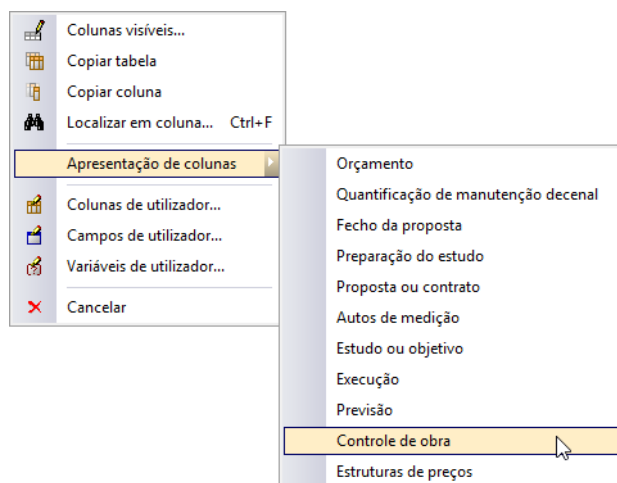 Colunas visíveis...
Copiar tabela
Copiar coluna
Localizar em coluna... Ctrl+F
Apresentação de colunas
Colunas de utilizador...
Campos de utilizador...
Variáveis de utilizador...
Cancelar
Orçamento
Quantificação de manutenção decenal
Fecho da proposta
Preparação do estudo
Proposta ou contrato
Autos de medição
Estudo ou objetivo
Execução
Previsão
Controle de obra
Estruturas de preços